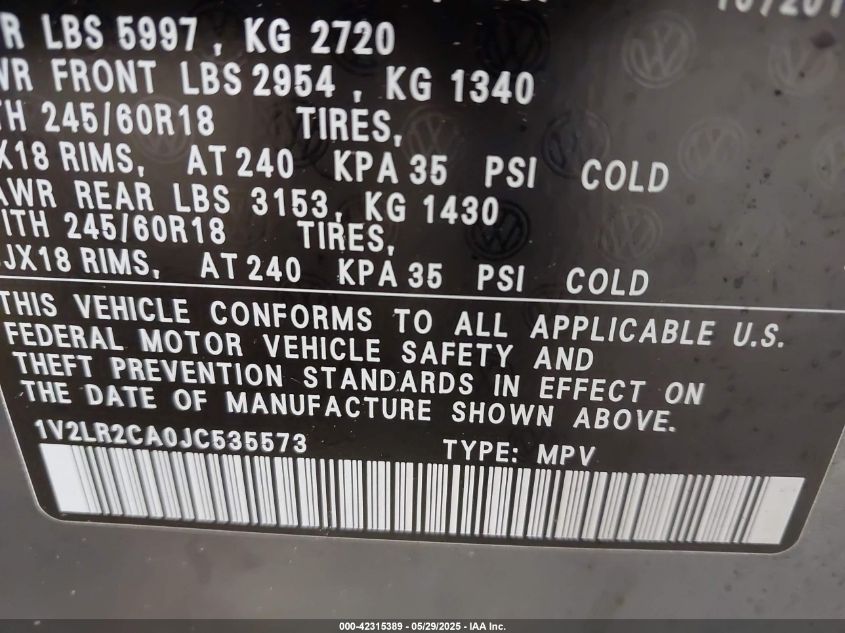 R LBS 5997, KG 2720
WR FRONT LBS 2954, KG 1340
TH 245/60R18 TIRES,
X18 RIMS, AT 240 KPA 35 PSI COLD
AWR REAR LBS 3153, KG 1430
ITH 245/60R18 TIRES,
JX18 RIMS, AT 240 KPA 35 PSI COLD
THIS VEHICLE CONFORMS TO ALL APPLICABLE U.S.
FEDERAL MOTOR VEHICLE SAFETY AND
THEFT PREVENTION STANDARDS IN EFFECT ON
THE DATE OF MANUFACTURE SHOWN ABOVE.
1V2LR2CA0JC535573 TYPE: MPV
000-42315389 - 05/29/2025 - IAA Inc.